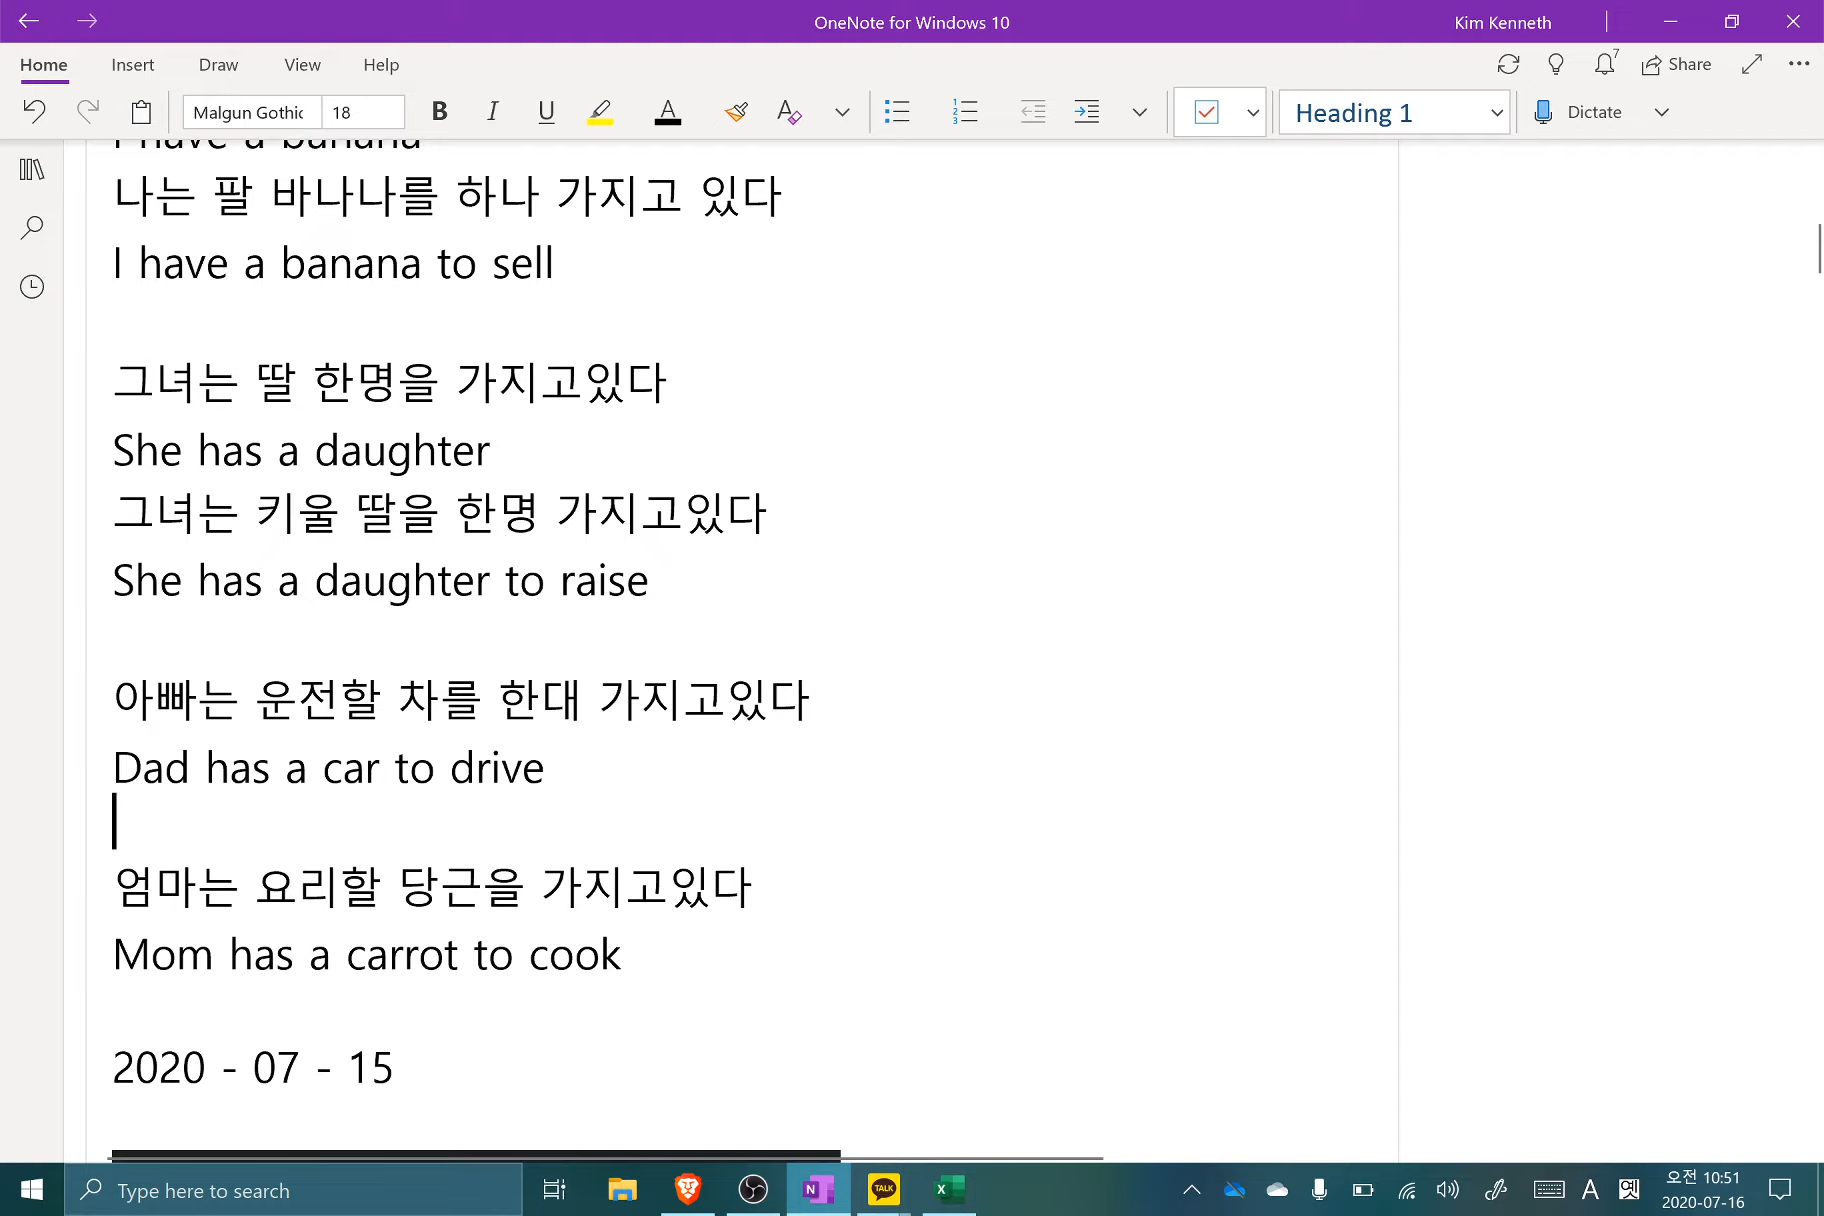 OneNote for Windows 10
Kim Kenneth
Home Insert Draw View Help
7
Share
Malgun Gothic 18
B I U A A
Heading 1
Dictate
I have a banana
나는 팔 바나나를 하나 가지고 있다
I have a banana to sell
그녀는 딸 한명을 가지고있다
She has a daughter
그녀는 키울 딸을 한명 가지고있다
She has a daughter to raise
아빠는 운전할 차를 한대 가지고있다
Dad has a car to drive
엄마는 요리할 당근을 가지고있다
Mom has a carrot to cook
2020 - 07 - 15
Type here to search
N
TALK
X
A
오전 10:51
2020-07-16